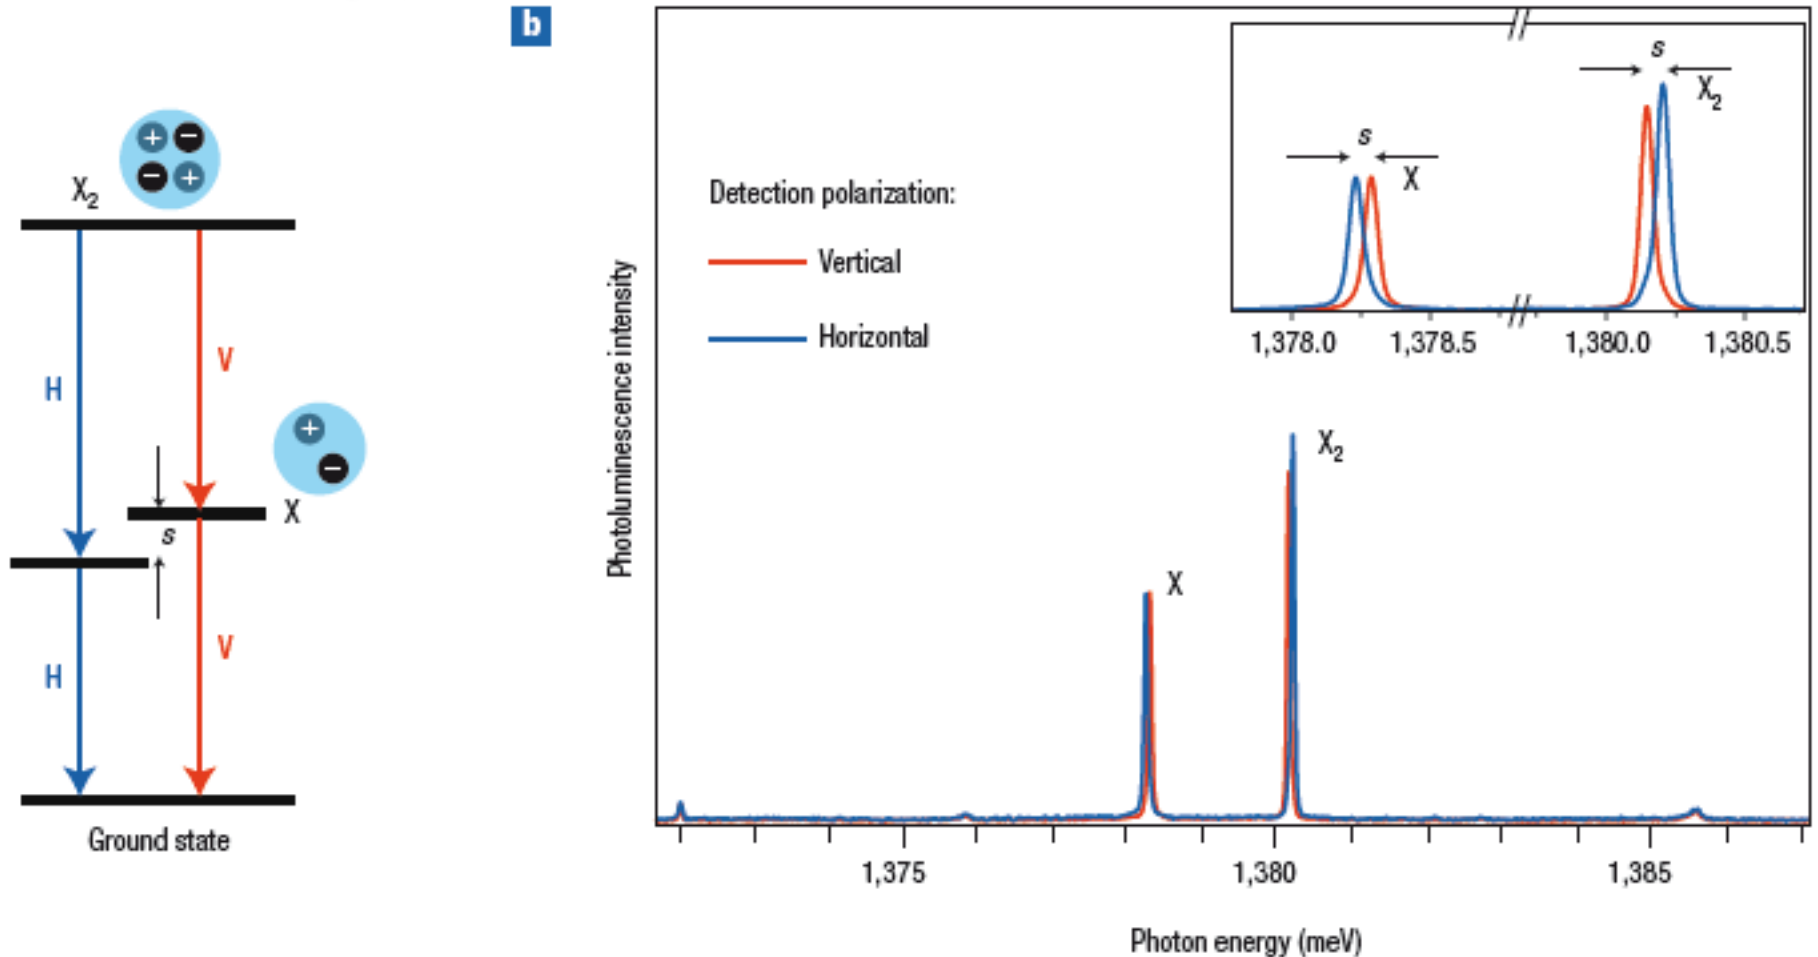 X2
+ −
− +
H
V
+
−
X
s
H
V
Ground state
b
Photoluminescence intensity
Detection polarization:
Vertical
Horizontal
s
X
s
X2
1,378.0 1,378.5 1,380.0 1,380.5
X
X2
1,375 1,380 1,385
Photon energy (meV)